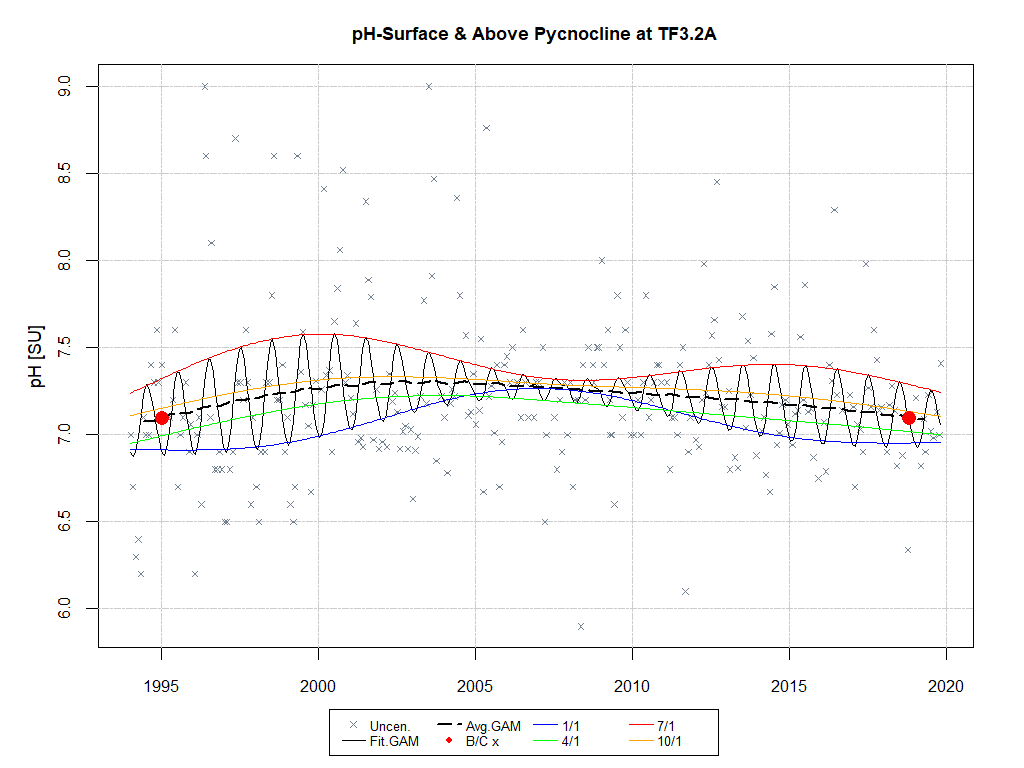 pH-Surface & Above Pycnocline at TF3.2A
pH [SU]
9.0
8.5
8.0
7.5
7.0
6.5
6.0
1995 2000 2005 2010 2015 2020
Uncen. Avg.GAM 1/1 7/1
Fit.GAM B/C x 4/1 10/1